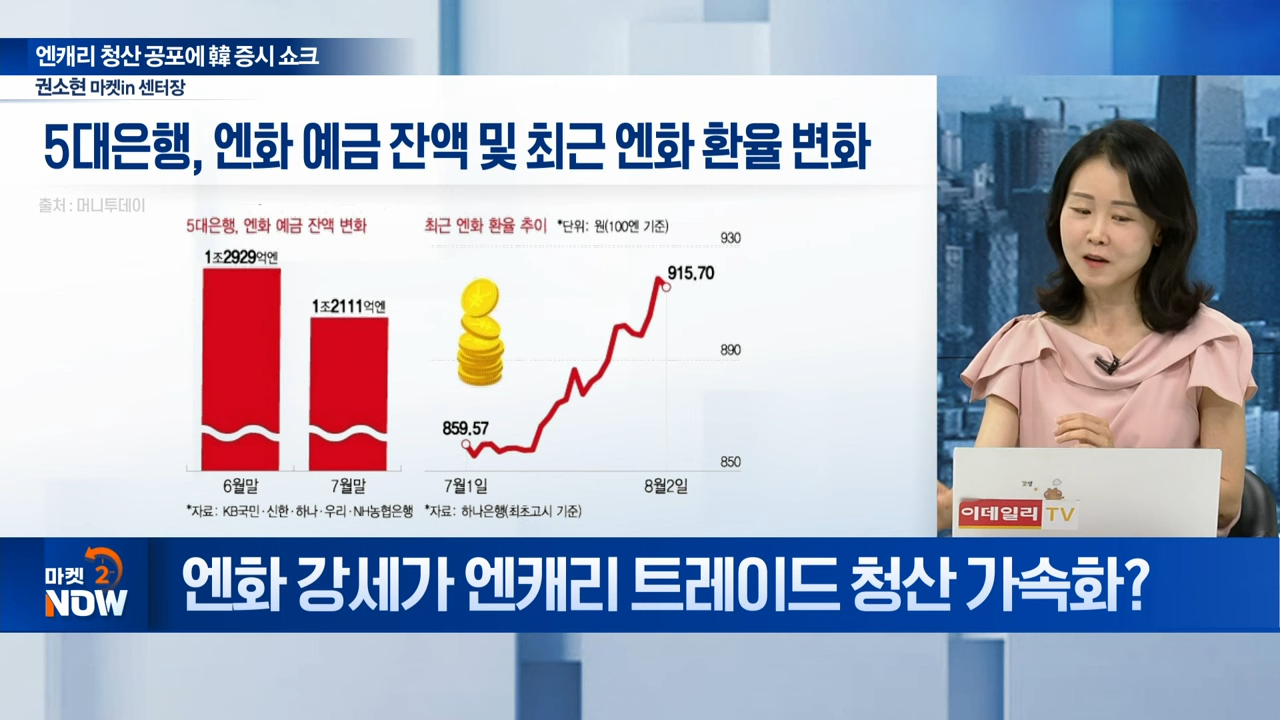 엔캐리 청산 공포에 韓 증시 쇼크
권소현 마켓in 센터장
5대은행, 엔화 예금 잔액 및 최근 엔화 환율 변화
출처 : 머니투데이
5대은행, 엔화 예금 잔액 변화
1조2929억엔
1조2111억엔
6월말
7월말
*자료 : KB국민·신한·하나·우리·NH농협은행
최근 엔화 환율 추이 *단위: 원(100엔 기준)
930
915.70
890
859.57
850
7월1일
8월2일
*자료 : 하나은행(최초고시 기준)
이데일리TV
마켓 2
NOW
엔화 강세가 엔캐리 트레이드 청산 가속화?